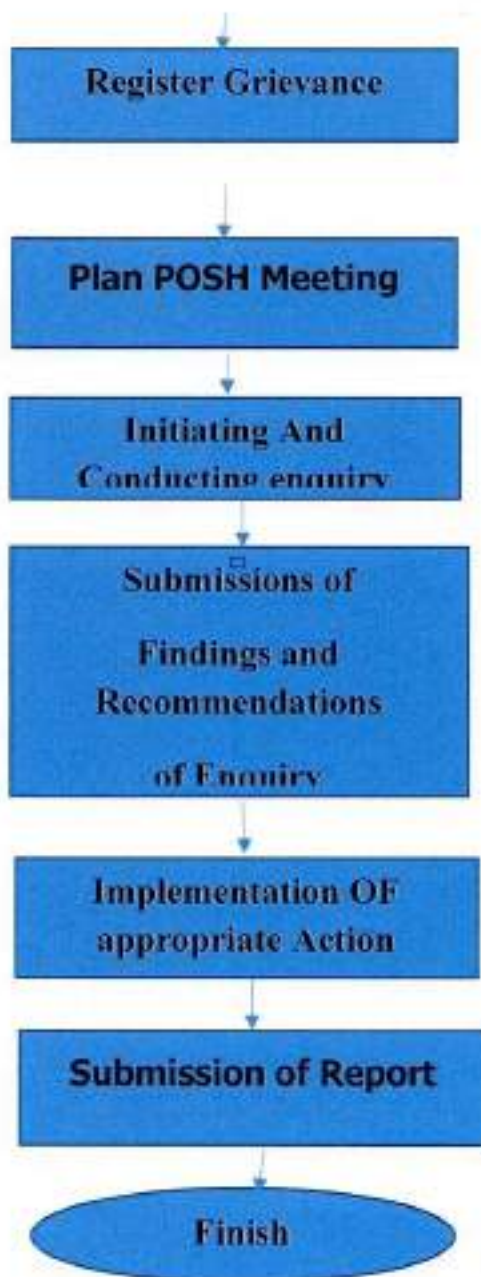 Register Grievance
Plan POSH Meeting
Initiating And
Conducting enquiry
Submissions of
Findings and
Recommendations
of Enquiry
Implementation OF
appropriate Action
Submission of Report
Finish